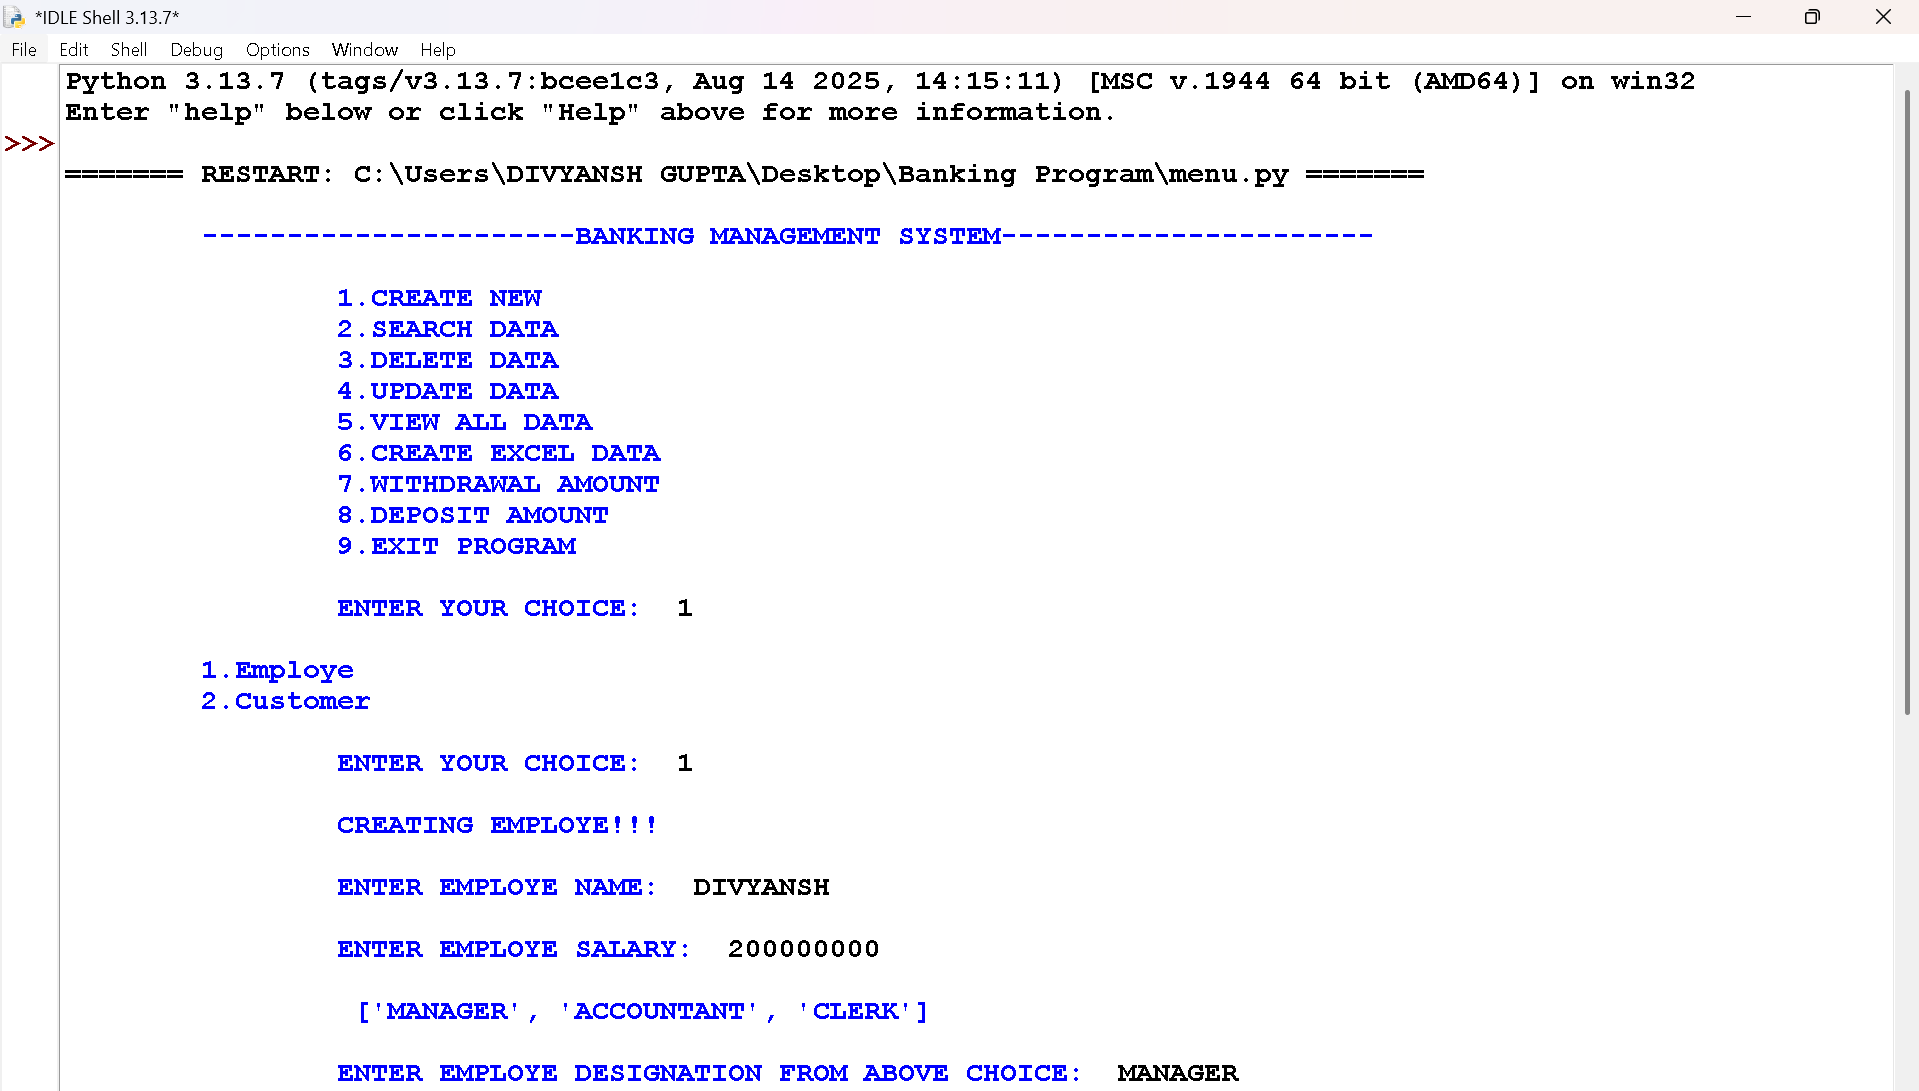 *IDLE Shell 3.13.7*
File Edit Shell Debug Options Window Help
Python 3.13.7 (tags/v3.13.7:bcee1c3, Aug 14 2025, 14:15:11) [MSC v.1944 64 bit (AMD64)] on win32
Enter "help" below or click "Help" above for more information.
>>>
======= RESTART: C:\Users\DIVYANSH GUPTA\Desktop\Banking Program\menu.py =======
----------------------BANKING MANAGEMENT SYSTEM----------------------
1.CREATE NEW
2.SEARCH DATA
3.DELETE DATA
4.UPDATE DATA
5.VIEW ALL DATA
6.CREATE EXCEL DATA
7.WITHDRAWAL AMOUNT
8.DEPOSIT AMOUNT
9.EXIT PROGRAM
ENTER YOUR CHOICE: 1
1.Employe
2.Customer
ENTER YOUR CHOICE: 1
CREATING EMPLOYE!!!
ENTER EMPLOYE NAME: DIVYANSH
ENTER EMPLOYE SALARY: 200000000
['MANAGER', 'ACCOUNTANT', 'CLERK']
ENTER EMPLOYE DESIGNATION FROM ABOVE CHOICE: MANAGER